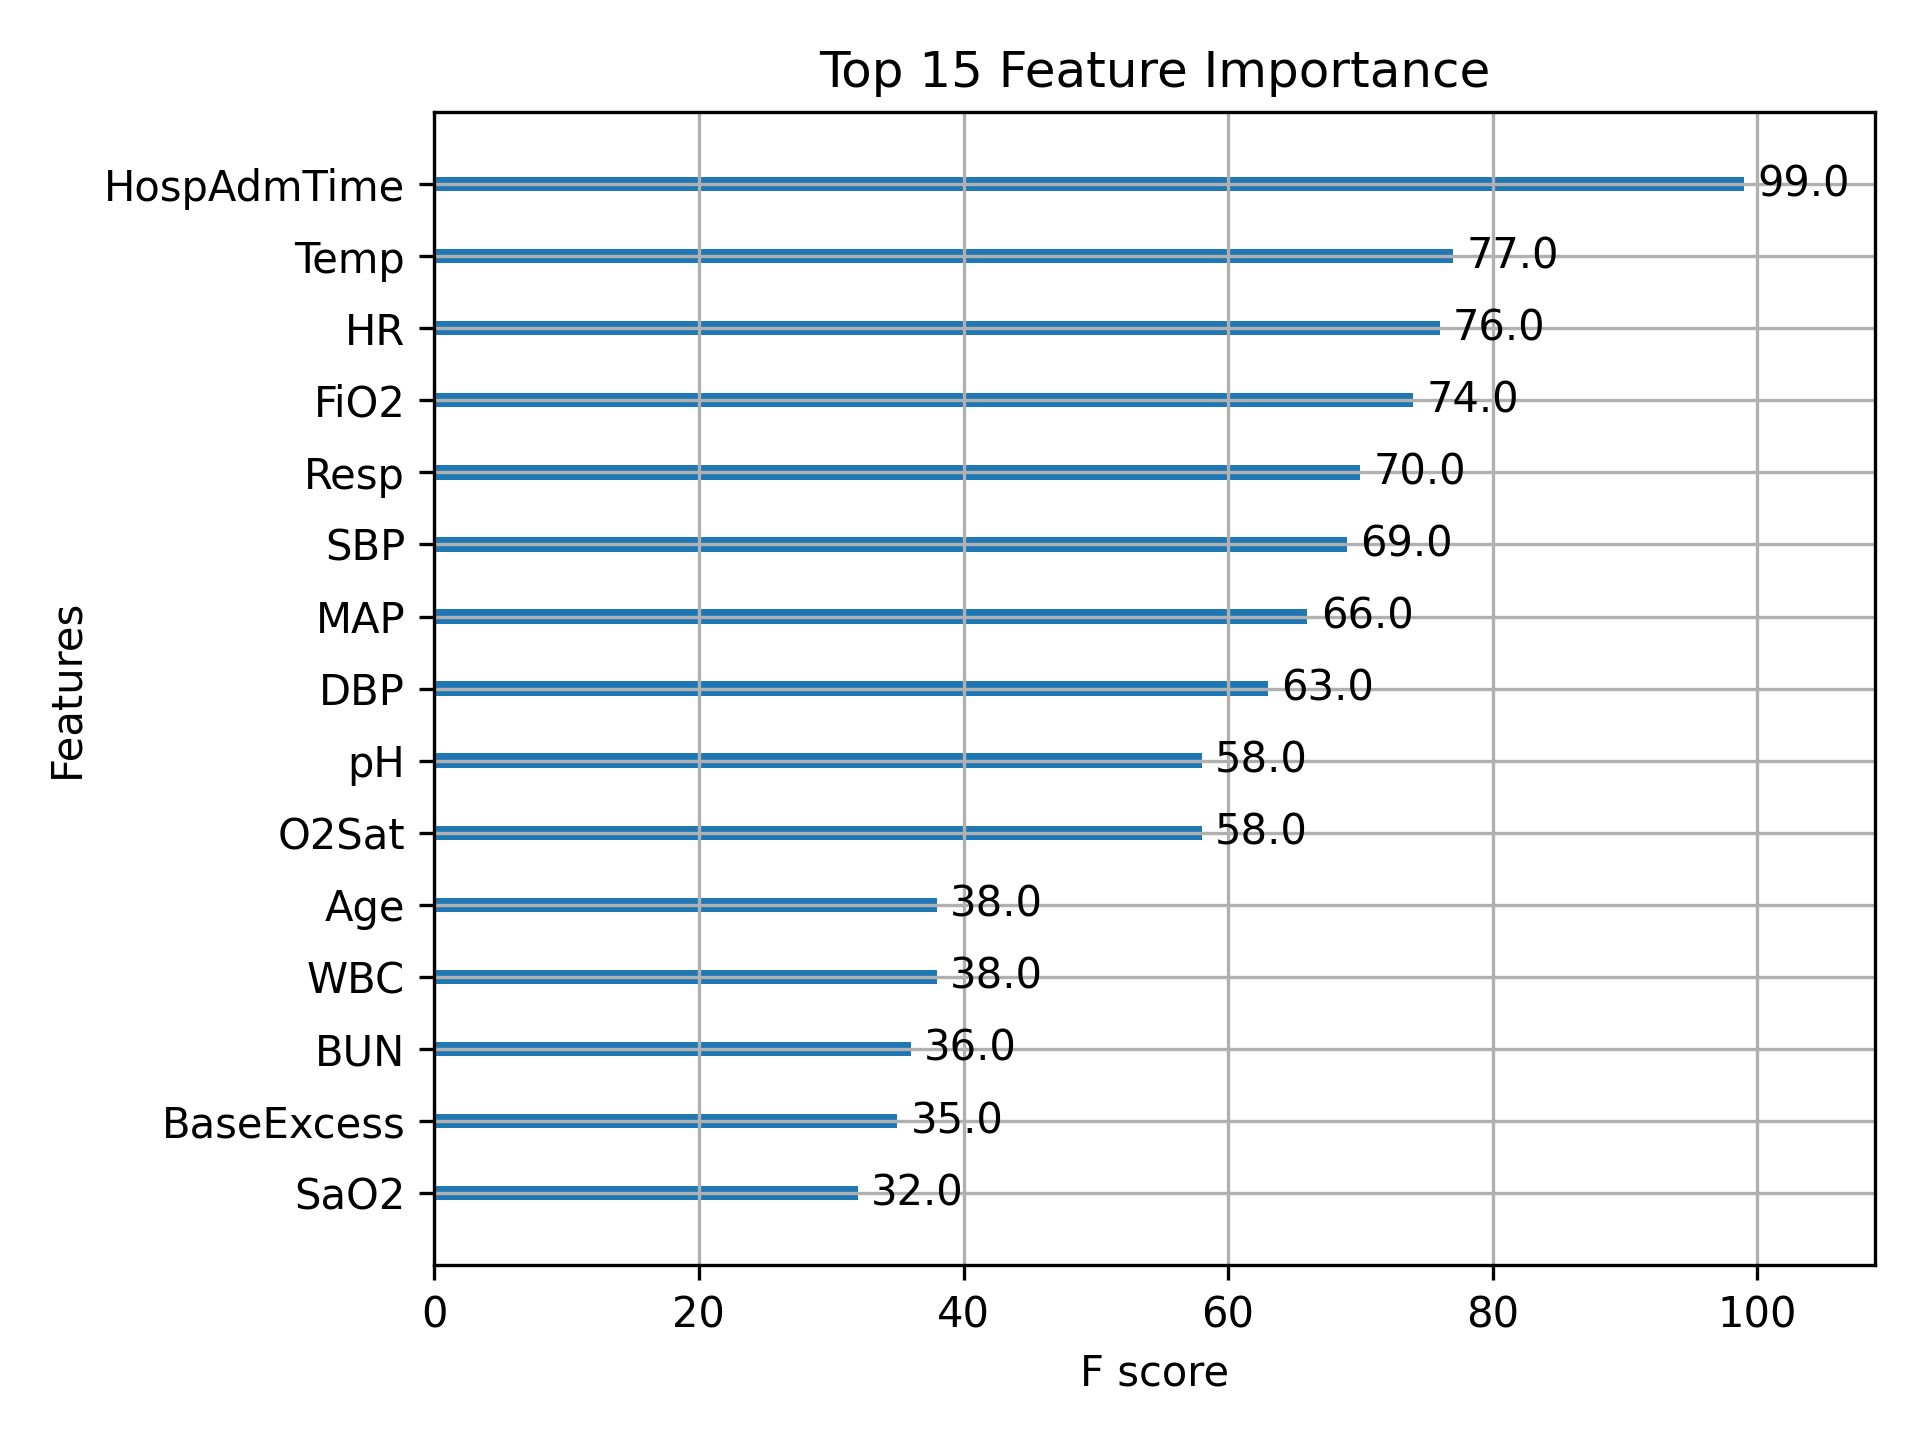 Top 15 Feature Importance
HospAdmTime 99.0
Temp 77.0
HR 76.0
FiO2 74.0
Resp 70.0
SBP 69.0
MAP 66.0
DBP 63.0
pH 58.0
O2Sat 58.0
Age 38.0
WBC 38.0
BUN 36.0
BaseExcess 35.0
SaO2 32.0
Features
0 20 40 60 80 100
F score